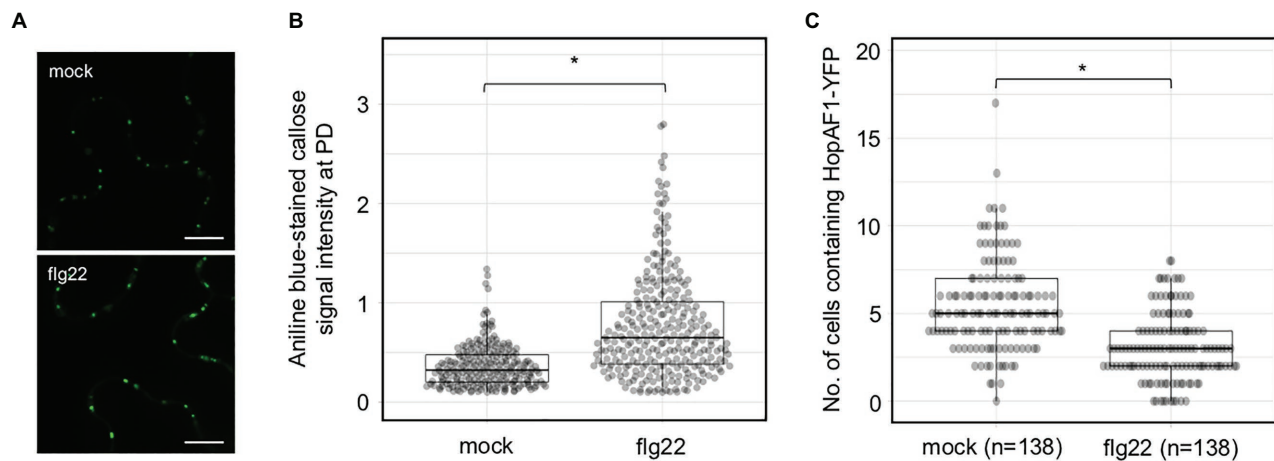 A
mock
flg22
B
Aniline blue-stained callose
signal intensity at PD
3
2
1
0
*
mock
flg22
C
No. of cells containing HopAF1-YFP
20
15
10
5
0
*
mock (n=138)
flg22 (n=138)